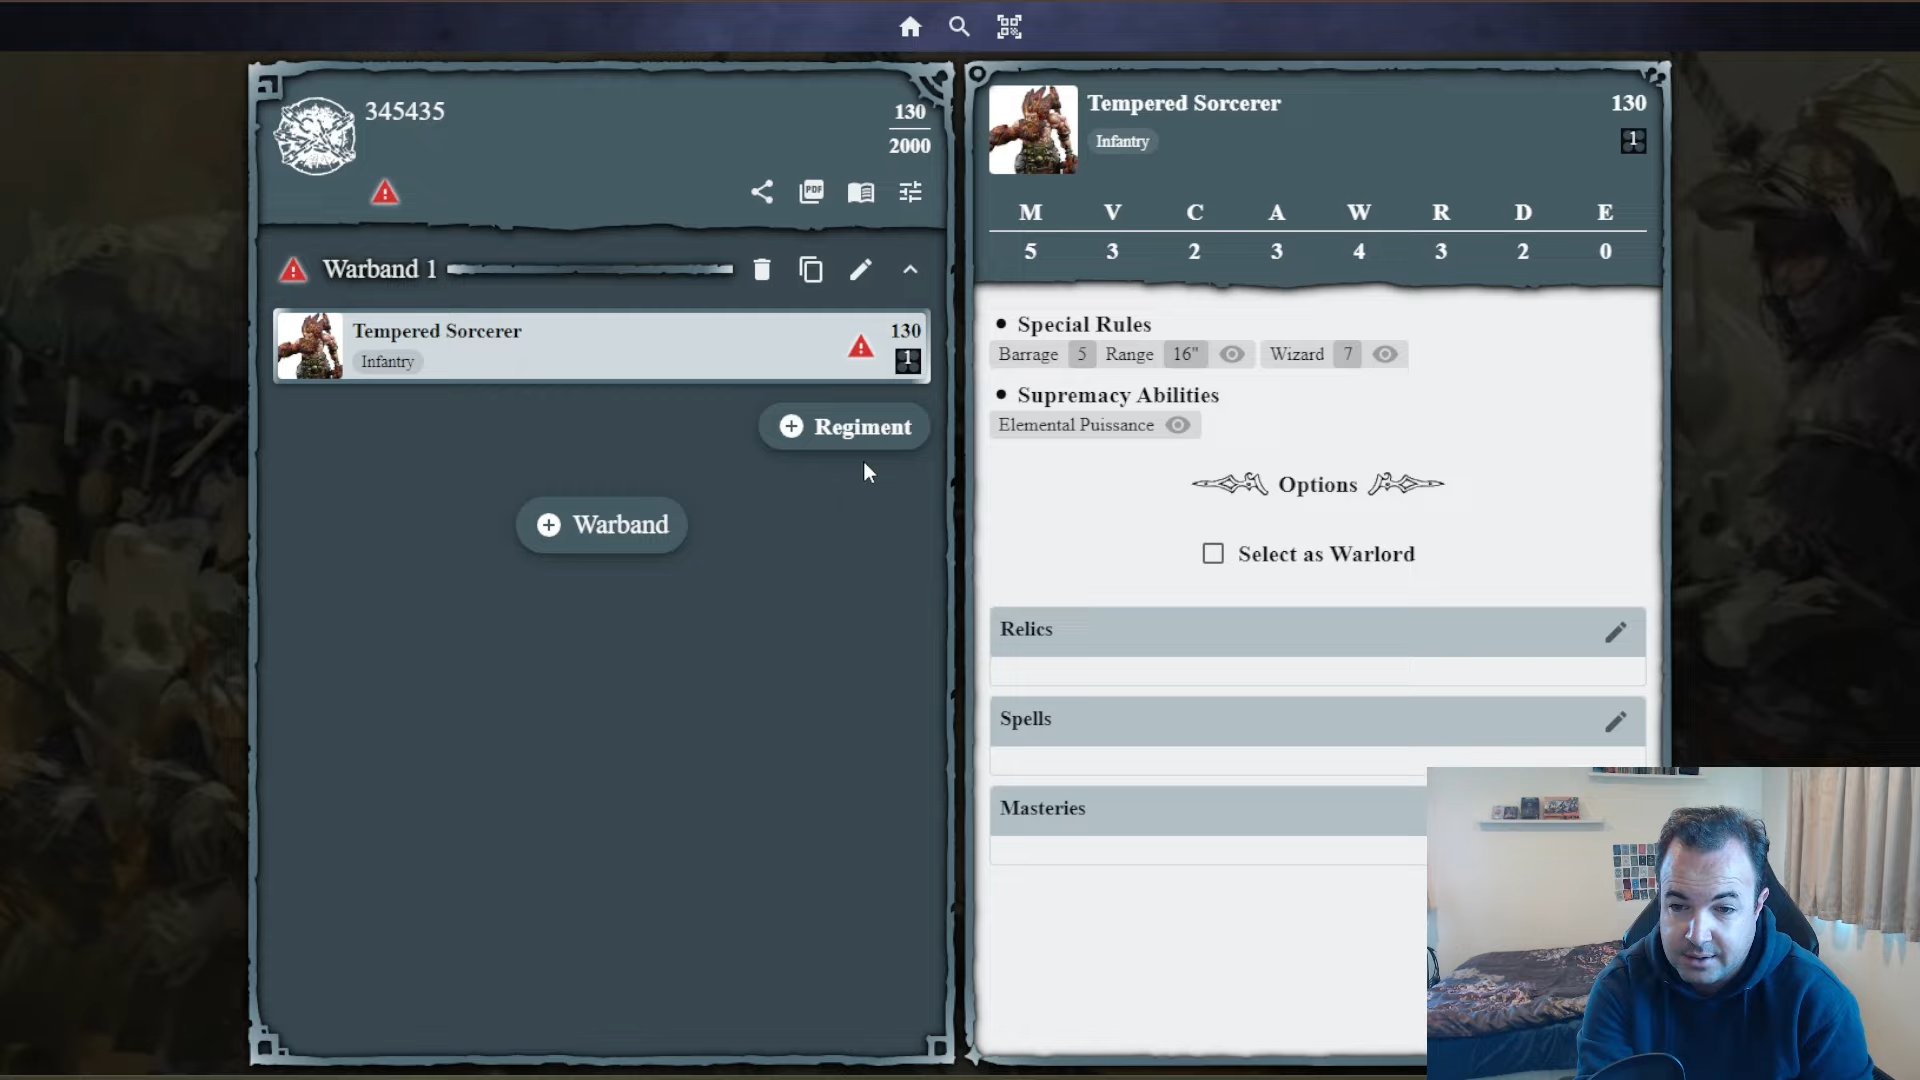 345435
130
2000
PDF
Warband 1
Tempered Sorcerer
130
Infantry
1
Regiment
Warband
Tempered Sorcerer
130
Infantry
1
M V C A W R D E
5 3 2 3 4 3 2 0
Special Rules
Barrage 5 Range 16" Wizard 7
Supremacy Abilities
Elemental Puissance
Options
Select as Warlord
Relics
Spells
Masteries